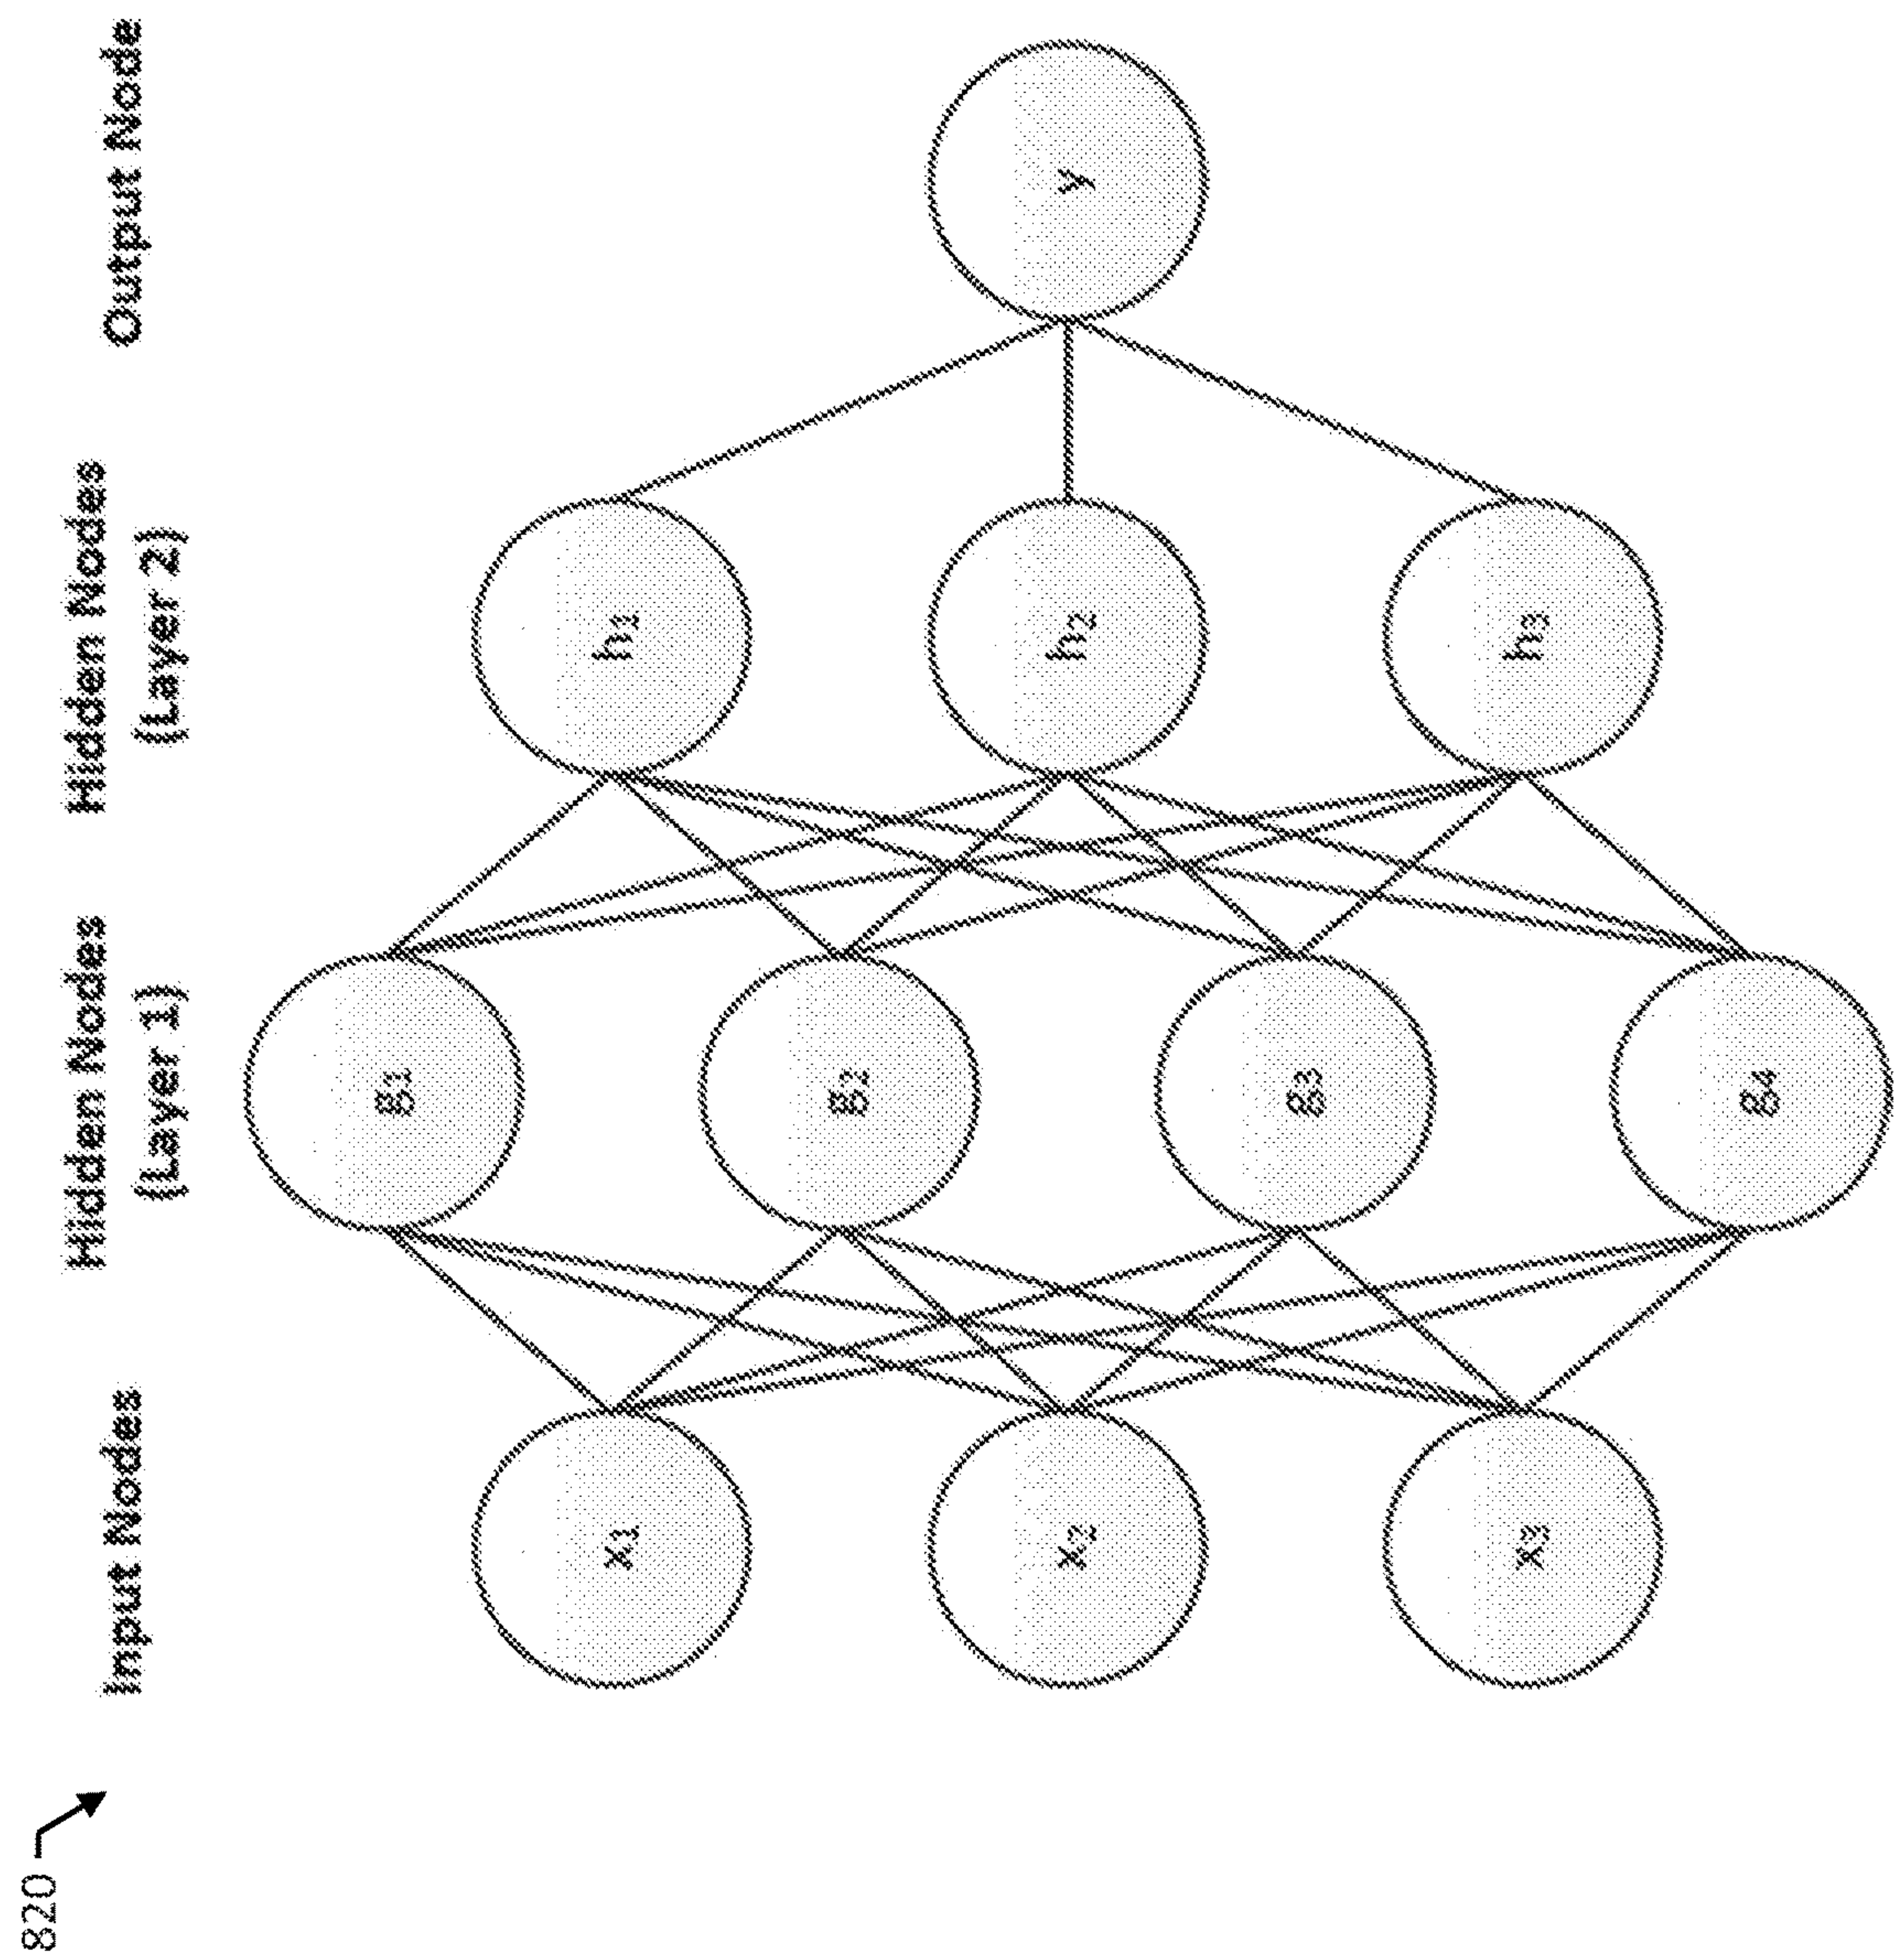 820
Input Nodes
Hidden Nodes
(Layer 1)
Hidden Nodes
(Layer 2)
Output Node
x1
x2
x3
g1
g2
g3
g4
h1
h2
h3
y